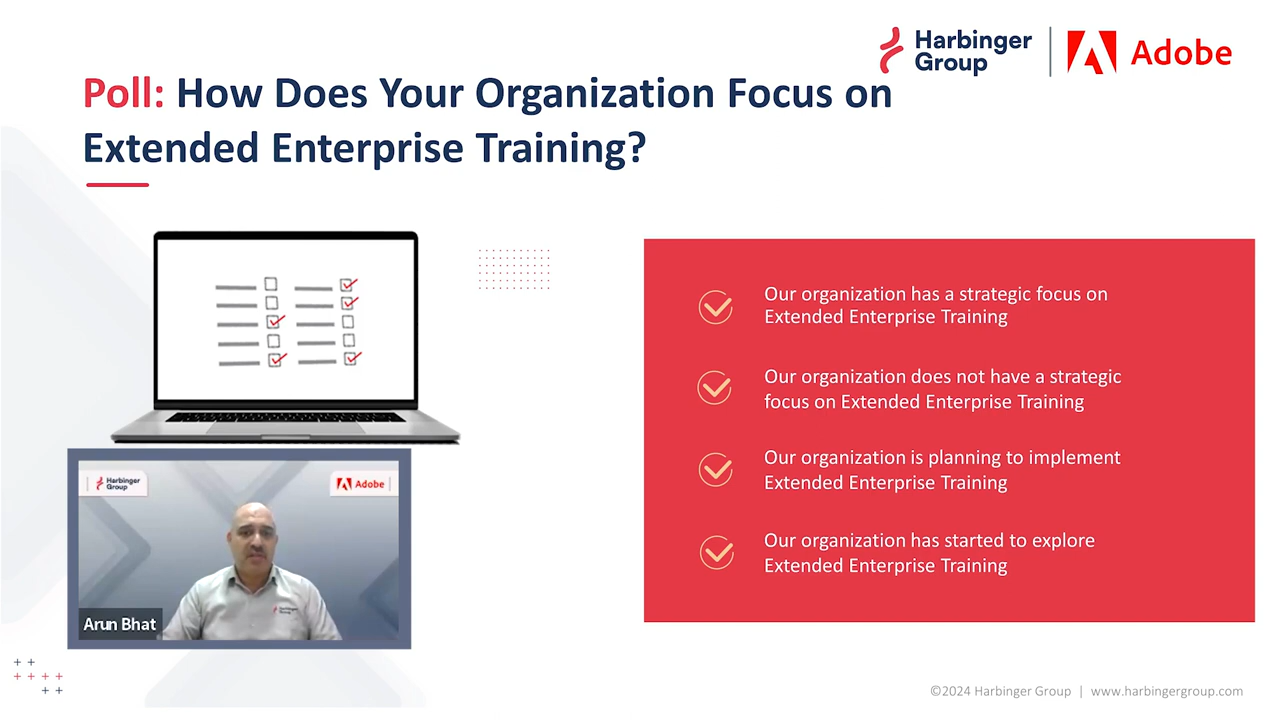 Harbinger
Group
Adobe
Poll: How Does Your Organization Focus on
Extended Enterprise Training?
Our organization has a strategic focus on
Extended Enterprise Training
Our organization does not have a strategic
focus on Extended Enterprise Training
Our organization is planning to implement
Extended Enterprise Training
Our organization has started to explore
Extended Enterprise Training
Harbinger
Group
Adobe
Harbinger
Group
Arun Bhat
©2024 Harbinger Group | www.harbingergroup.com